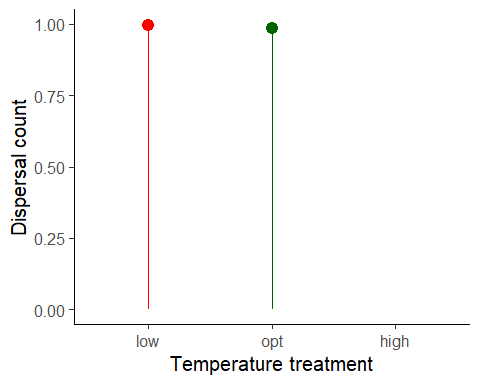 Dispersal count
1.00
0.75
0.50
0.25
0.00
low opt high
Temperature treatment